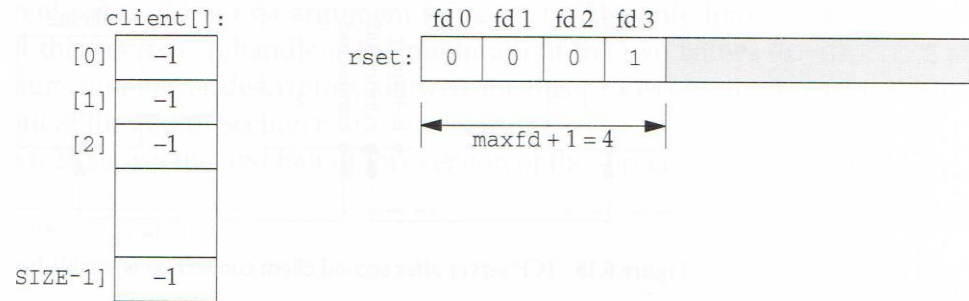 client[]:
[0] -1
[1] -1
[2] -1
SIZE-1] -1
fd 0 fd 1 fd 2 fd 3
rset: 0 0 0 1
maxfd + 1 = 4